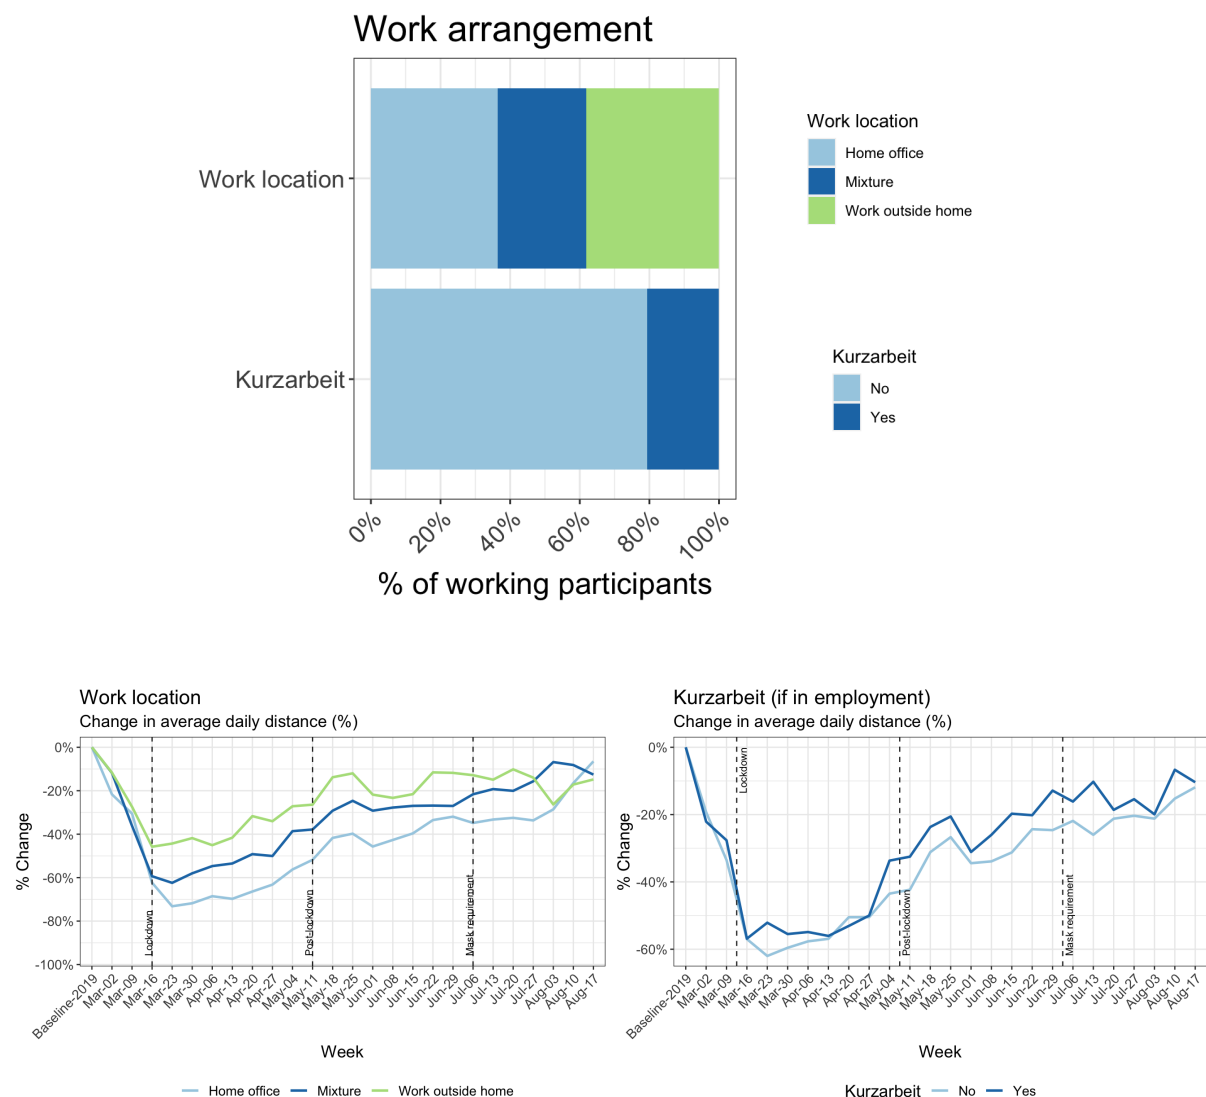 Work arrangement
Work location
Kurzarbeit
0%
20%
40%
60%
80%
100%
% of working participants
Work location
Home office
Mixture
Work outside home
Kurzarbeit
No
Yes
Work location
Change in average daily distance (%)
% Change
0%
-20%
-40%
-60%
-80%
-100%
Lockdown
Post-lockdown
Mask requirement
Baseline-2019
Mar-02
Mar-09
Mar-16
Mar-23
Mar-30
Apr-06
Apr-13
Apr-20
Apr-27
May-04
May-11
May-18
May-25
Jun-01
Jun-08
Jun-15
Jun-22
Jun-29
Jul-06
Jul-13
Jul-20
Jul-27
Aug-03
Aug-10
Aug-17
Week
Home office
Mixture
Work outside home
Kurzarbeit (if in employment)
Change in average daily distance (%)
% Change
0%
-20%
-40%
-60%
Lockdown
Post-lockdown
Mask requirement
Baseline-2019
Mar-02
Mar-09
Mar-16
Mar-23
Mar-30
Apr-06
Apr-13
Apr-20
Apr-27
May-04
May-11
May-18
May-25
Jun-01
Jun-08
Jun-15
Jun-22
Jun-29
Jul-06
Jul-13
Jul-20
Jul-27
Aug-03
Aug-10
Aug-17
Week
Kurzarbeit
No
Yes